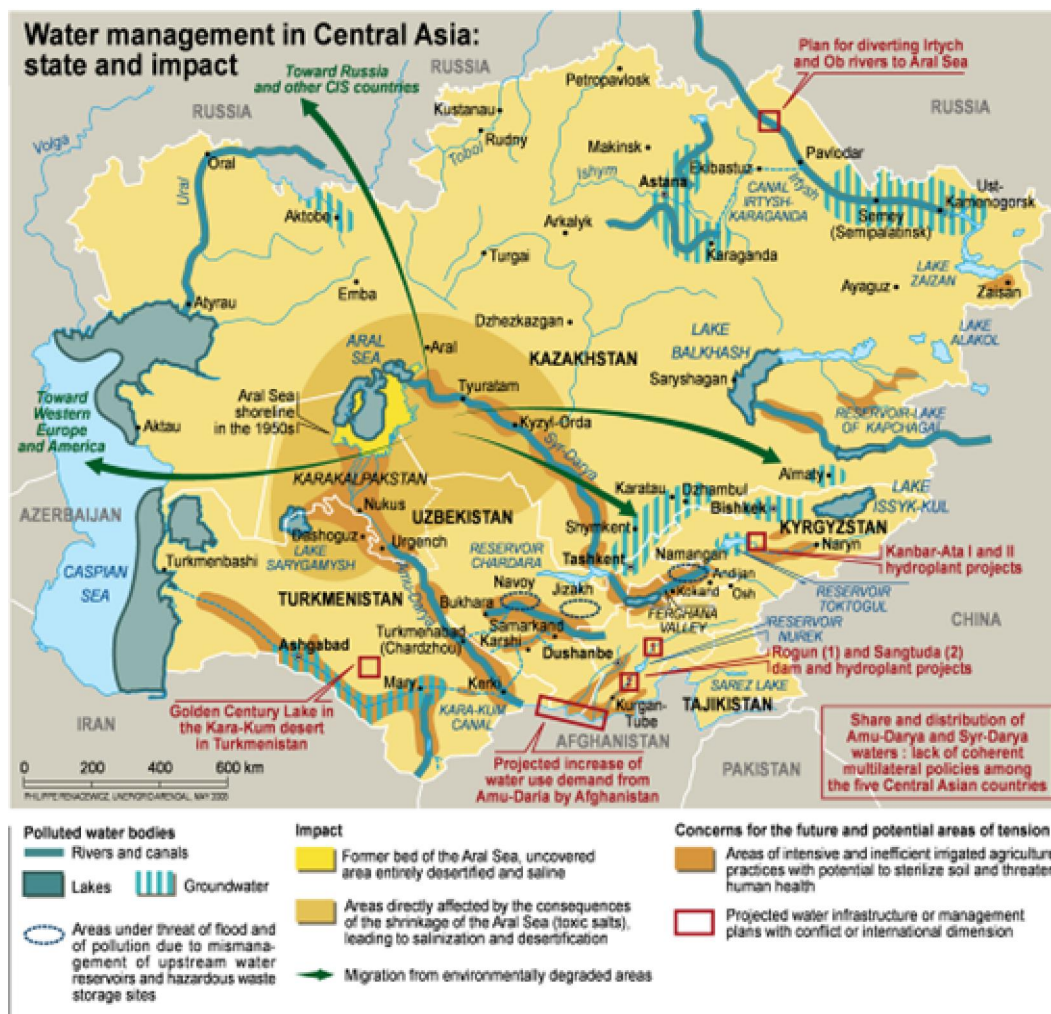 Water management in Central Asia:
state and impact
Toward Russia
and other CIS countries
RUSSIA
RUSSIA
RUSSIA
Plan for diverting Irtych
and Ob rivers to Aral Sea
Petropavlosk
Kustanau
Rudny
Tobol
Volga
Oral
Ural
Makinsk
Ishym
Astana
Ekibastuz
Pavlodar
Irtysh
CANAL
IRTYSH-
KARAGANDA
Ust-
Kamenogorsk
Semey
(Semipalatinsk)
Aktobe
Arkalyk
Karaganda
Turgai
LAKE
ZAIZAN
Zaisan
Ayaguz
Emba
Atyrau
Dzhezkazgan
LAKE
BALKHASH
LAKE
ALAKOL
ARAL
SEA
Aral
KAZAKHSTAN
Saryshagan
Tyuratam
Aral Sea
shoreline
in the 1950s
Toward
Western
Europe
and America
Aktau
Kyzyl-Orda
Syr-Darya
RESERVOIR-LAKE
OF KAPCHAGAI
KARAKALPAKSTAN
Almaty
Karatau
Dzhambul
Bishkek
LAKE
ISSYK-KUL
Nukus
AZERBAIJAN
UZBEKISTAN
Shymkent
KYRGYZSTAN
Dashoguz
Urgench
LAKE
SARYGAMYSH
RESERVOIR
CHARDARA
Tashkent
Namangan
Naryn
Kanbar-Ata I and II
hydroplant projects
Turkmenbashi
CASPIAN
SEA
Navoy
Jizakh
Andijan
Kokand
Osh
RESERVOIR
TOKTOGUL
TURKMENISTAN
Amu-Darya
Bukhara
FERGHANA
VALLEY
CHINA
Samarkand
RESERVOIR
NUREK
Ashgabad
Turkmenabad
(Chardzhou)
Karshi
Dushanbe
1
Rogun (1) and Sangtuda (2)
dam and hydroplant projects
2
Mary
Kerki
SAREZ LAKE
IRAN
Golden Century Lake in
the Kara-Kum desert
in Turkmenistan
KARA-KUM
CANAL
Kurgan-
Tube
TAJIKISTAN
AFGHANISTAN
Projected increase of
water use demand from
Amu-Daria by Afghanistan
PAKISTAN
Share and distribution of
Amu-Darya and Syr-Darya
waters : lack of coherent
multilateral policies among
the five Central Asian countries
0 200 400 600 km
MAY 2005
Polluted water bodies
Rivers and canals
Lakes
Groundwater
Areas under threat of flood and
of pollution due to mismana-
gement of upstream water
reservoirs and hazardous waste
storage sites
Impact
Former bed of the Aral Sea, uncovered
area entirely desertified and saline
Areas directly affected by the consequences
of the shrinkage of the Aral Sea (toxic salts),
leading to salinization and desertification
Migration from environmentally degraded areas
Concerns for the future and potential areas of tension
Areas of intensive and inefficient irrigated agriculture
practices with potential to sterilize soil and threaten
human health
Projected water infrastructure or management
plans with conflict or international dimension